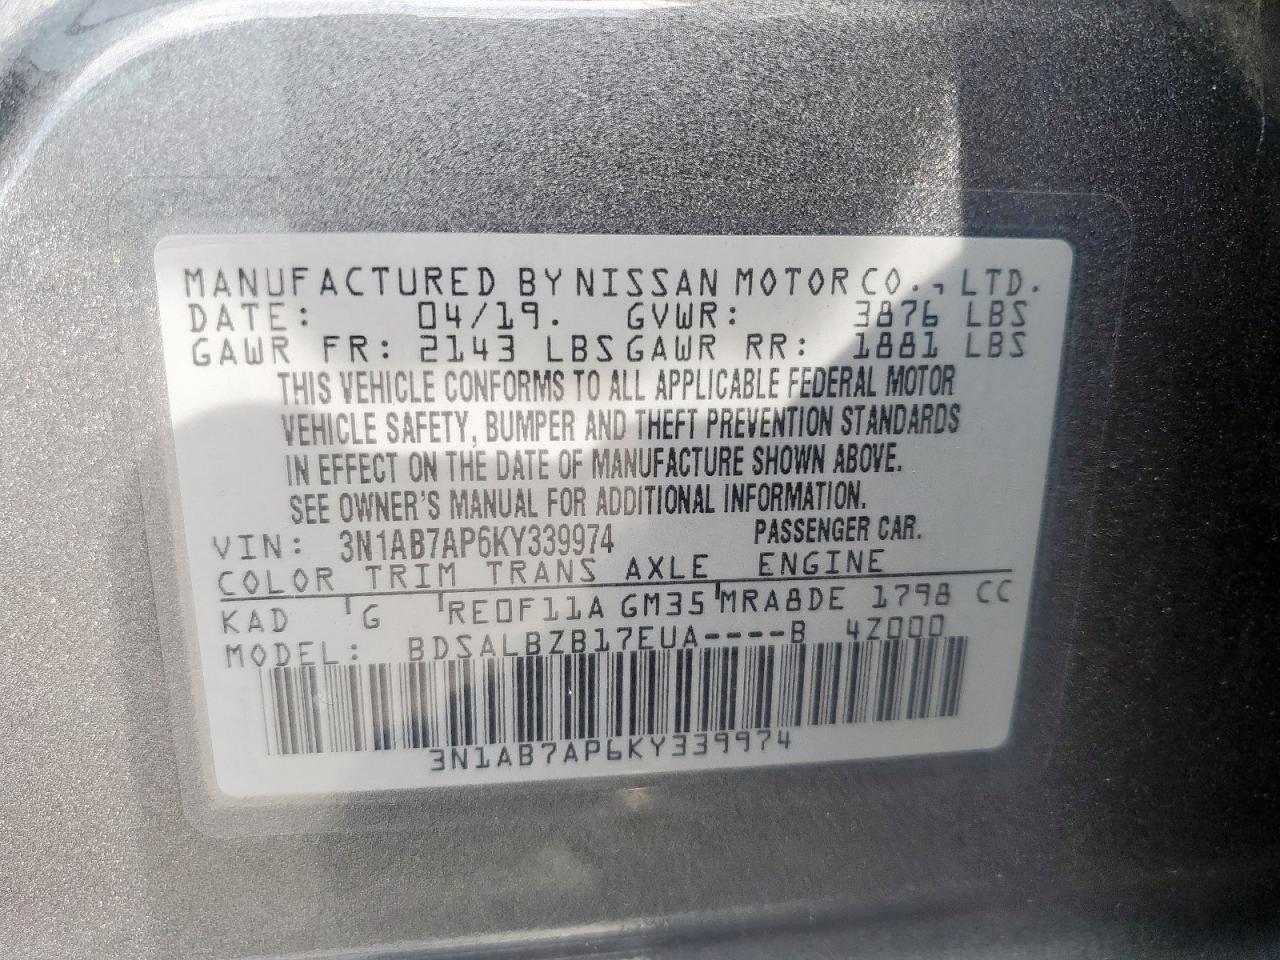 MANUFACTURED BY NISSAN MOTOR CO., LTD.
DATE: 04/19. GVWR: 3876 LBS
GAWR FR: 2143 LBS GAWR RR: 1881 LBS
THIS VEHICLE CONFORMS TO ALL APPLICABLE FEDERAL MOTOR
VEHICLE SAFETY, BUMPER AND THEFT PREVENTION STANDARDS
IN EFFECT ON THE DATE OF MANUFACTURE SHOWN ABOVE.
SEE OWNER'S MANUAL FOR ADDITIONAL INFORMATION.
VIN: 3N1AB7AP6KY339974 PASSENGER CAR.
COLOR TRIM TRANS AXLE ENGINE
KAD G RE0F11A GM35 MRA8DE 1798 CC
MODEL: BDSALBZB17EUA----B 4Z000
3N1AB7AP6KY339974